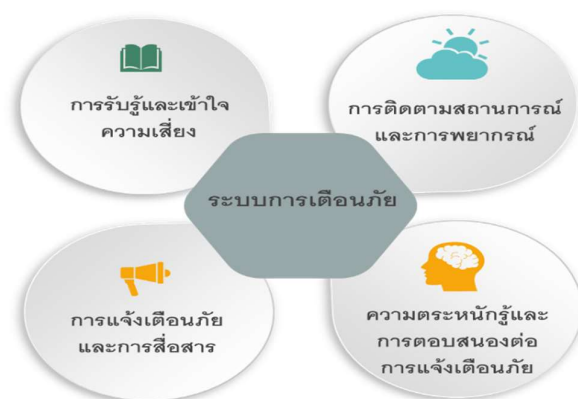 การรับรู้และเข้าใจ
ความเสี่ยง
การติดตามสถานการณ์
และการพยากรณ์
ระบบการเตือนภัย
การแจ้งเตือนภัย
และการสื่อสาร
ความตระหนักรู้และ
การตอบสนองต่อ
การแจ้งเตือนภัย